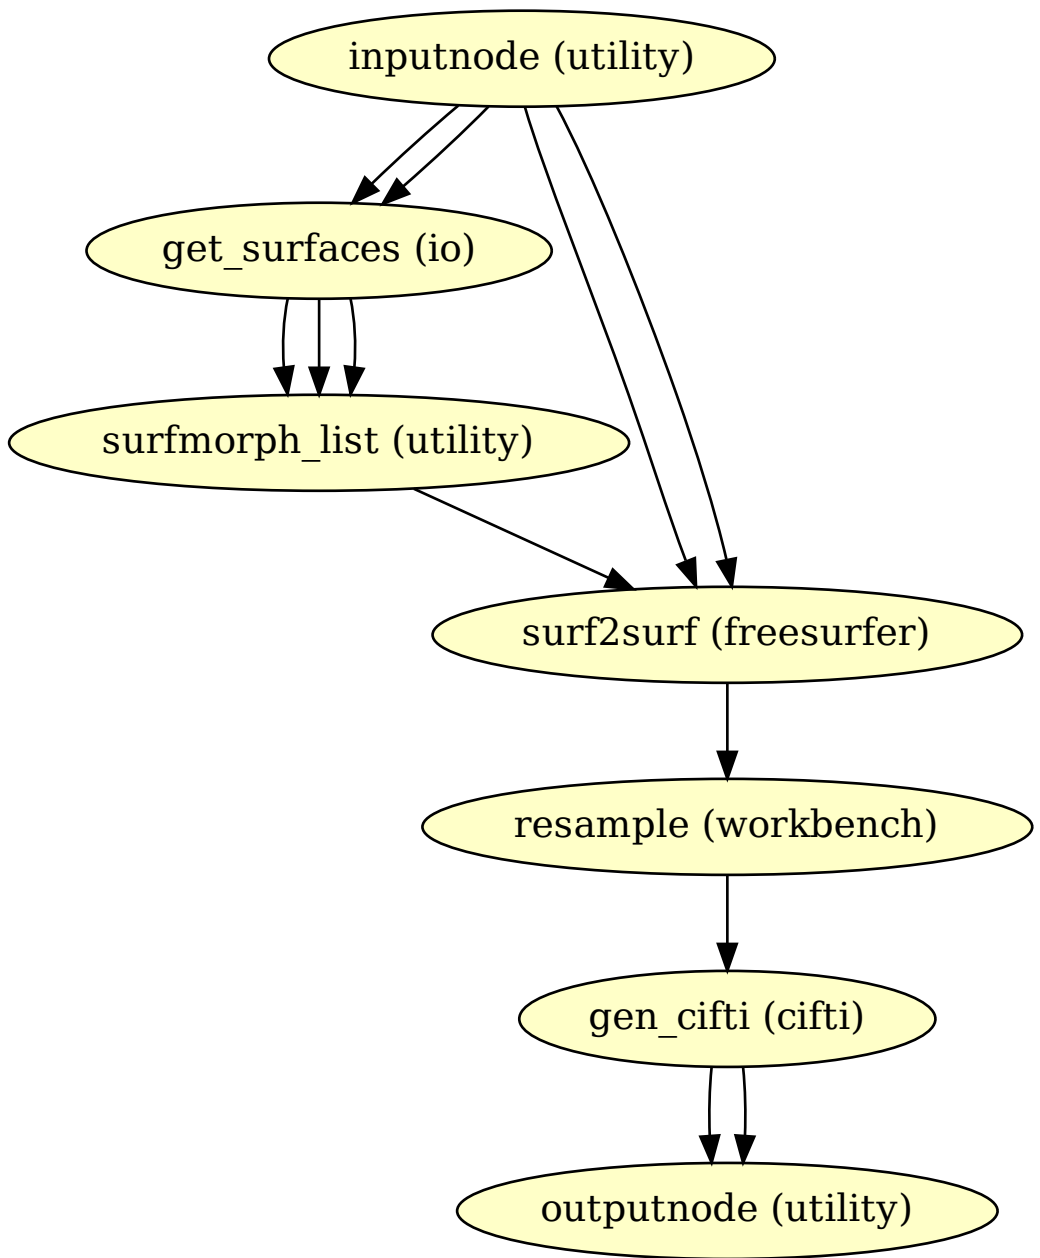 inputnode (utility)
get_surfaces (io)
surfmorph_list (utility)
surf2surf (freesurfer)
resample (workbench)
gen_cifti (cifti)
outputnode (utility)